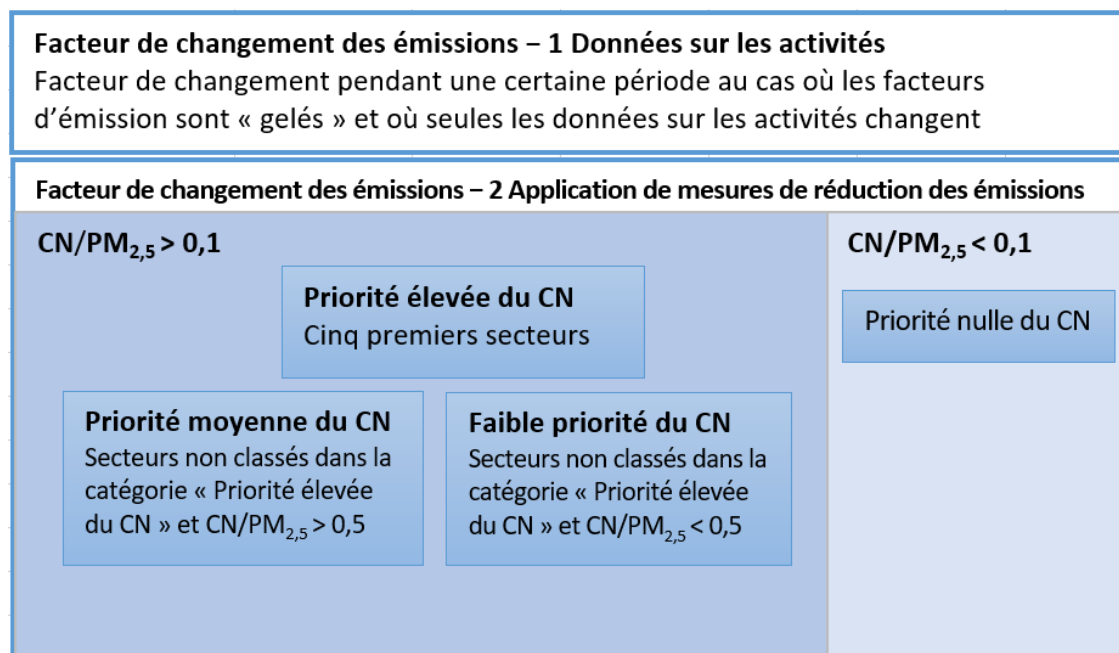 Facteur de changement des émissions – 1 Données sur les activités
Facteur de changement pendant une certaine période au cas où les facteurs
d’émission sont « gelés » et où seules les données sur les activités changent
Facteur de changement des émissions – 2 Application de mesures de réduction des émissions
CN/PM2,5 > 0,1
Priorité élevée du CN
Cinq premiers secteurs
Priorité moyenne du CN
Secteurs non classés dans la
catégorie « Priorité élevée
du CN » et CN/PM2,5 > 0,5
Faible priorité du CN
Secteurs non classés dans la
catégorie « Priorité élevée
du CN » et CN/PM2,5 < 0,5
CN/PM2,5 < 0,1
Priorité nulle du CN